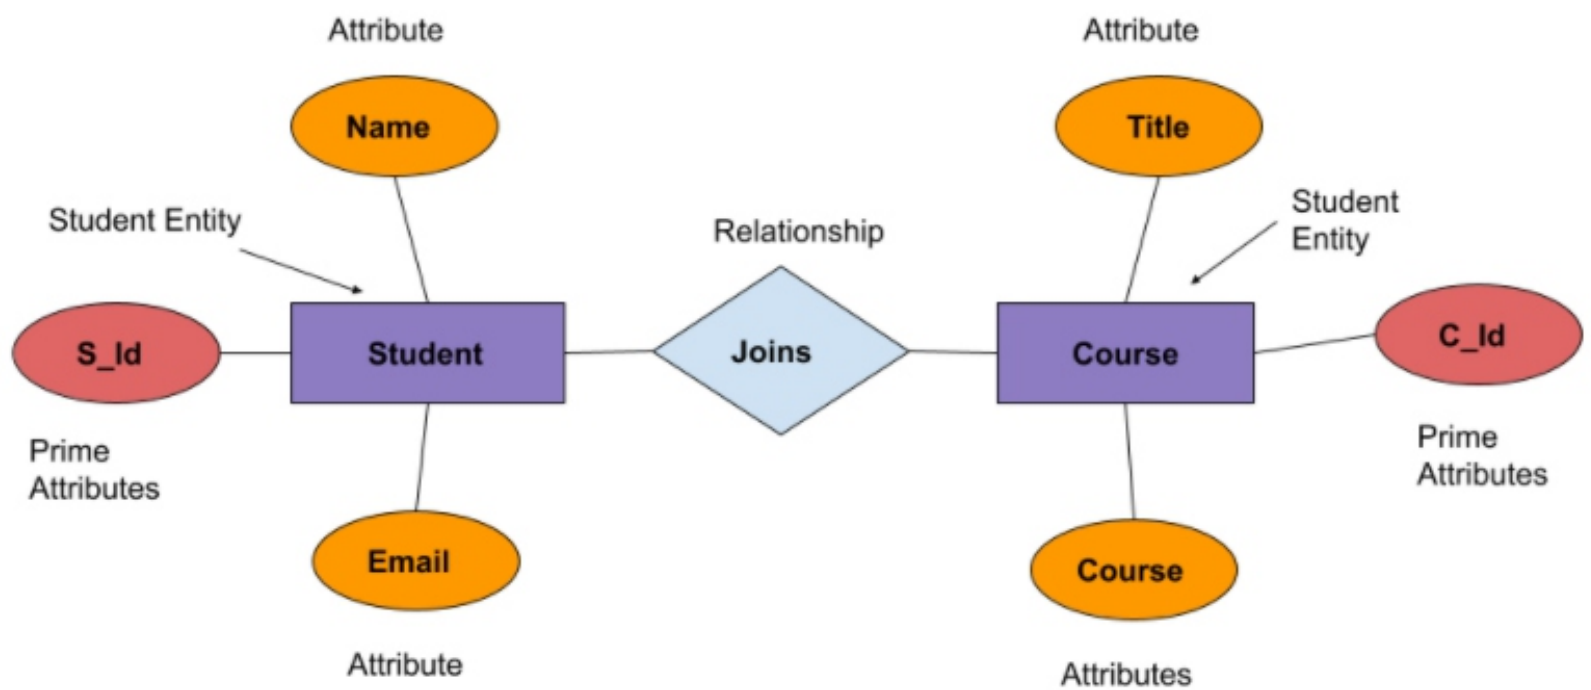 Attribute
Attribute
Name
Title
Student Entity
Student
Entity
Relationship
S_Id
Student
Joins
Course
C_Id
Prime
Attributes
Prime
Attributes
Email
Course
Attribute
Attributes